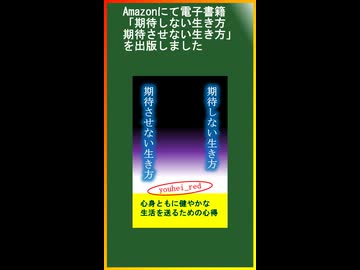 Amazonにて電子書籍
「期待しない生き方
期待させない生き方」
を出版しました
期待しない生き方
期待させない生き方
youhei_red
心身ともに健やかな
生活を送るための心得